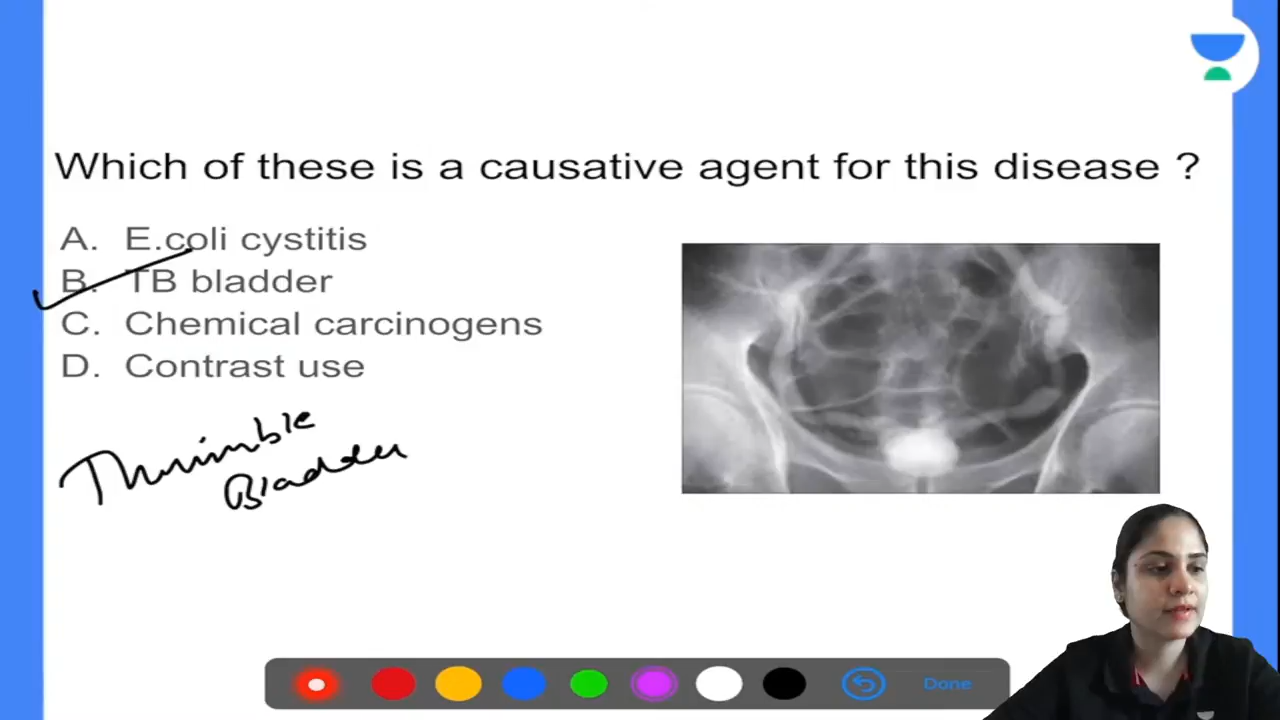 Which of these is a causative agent for this disease ?
A. E.coli cystitis
B. TB bladder
C. Chemical carcinogens
D. Contrast use
Thimble
Bladder
Done